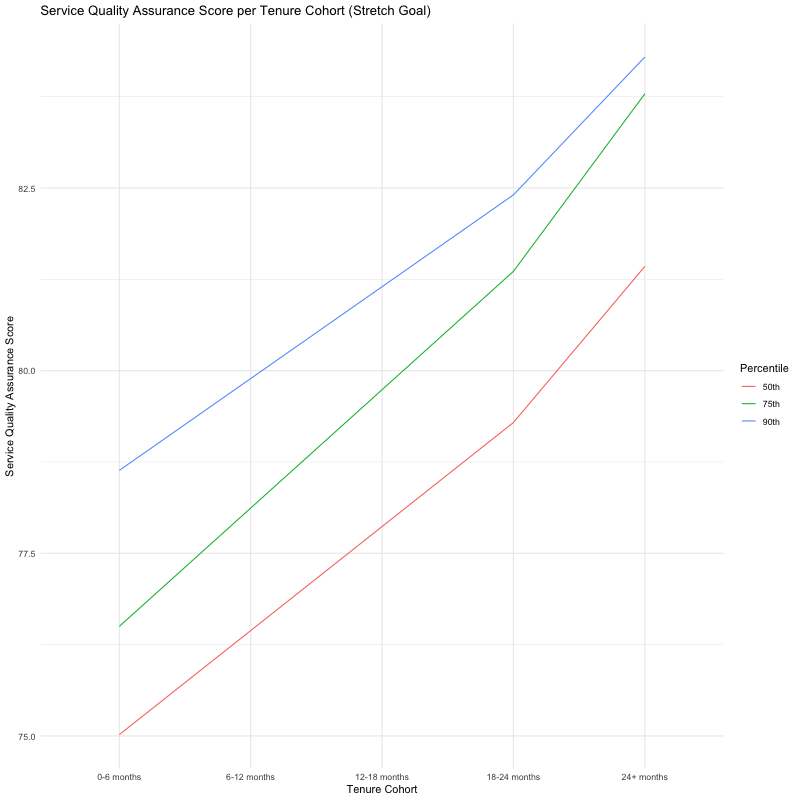 Service Quality Assurance Score per Tenure Cohort (Stretch Goal)
Service Quality Assurance Score
82.5
80.0
77.5
75.0
0-6 months
6-12 months
12-18 months
18-24 months
24+ months
Tenure Cohort
Percentile
50th
75th
90th